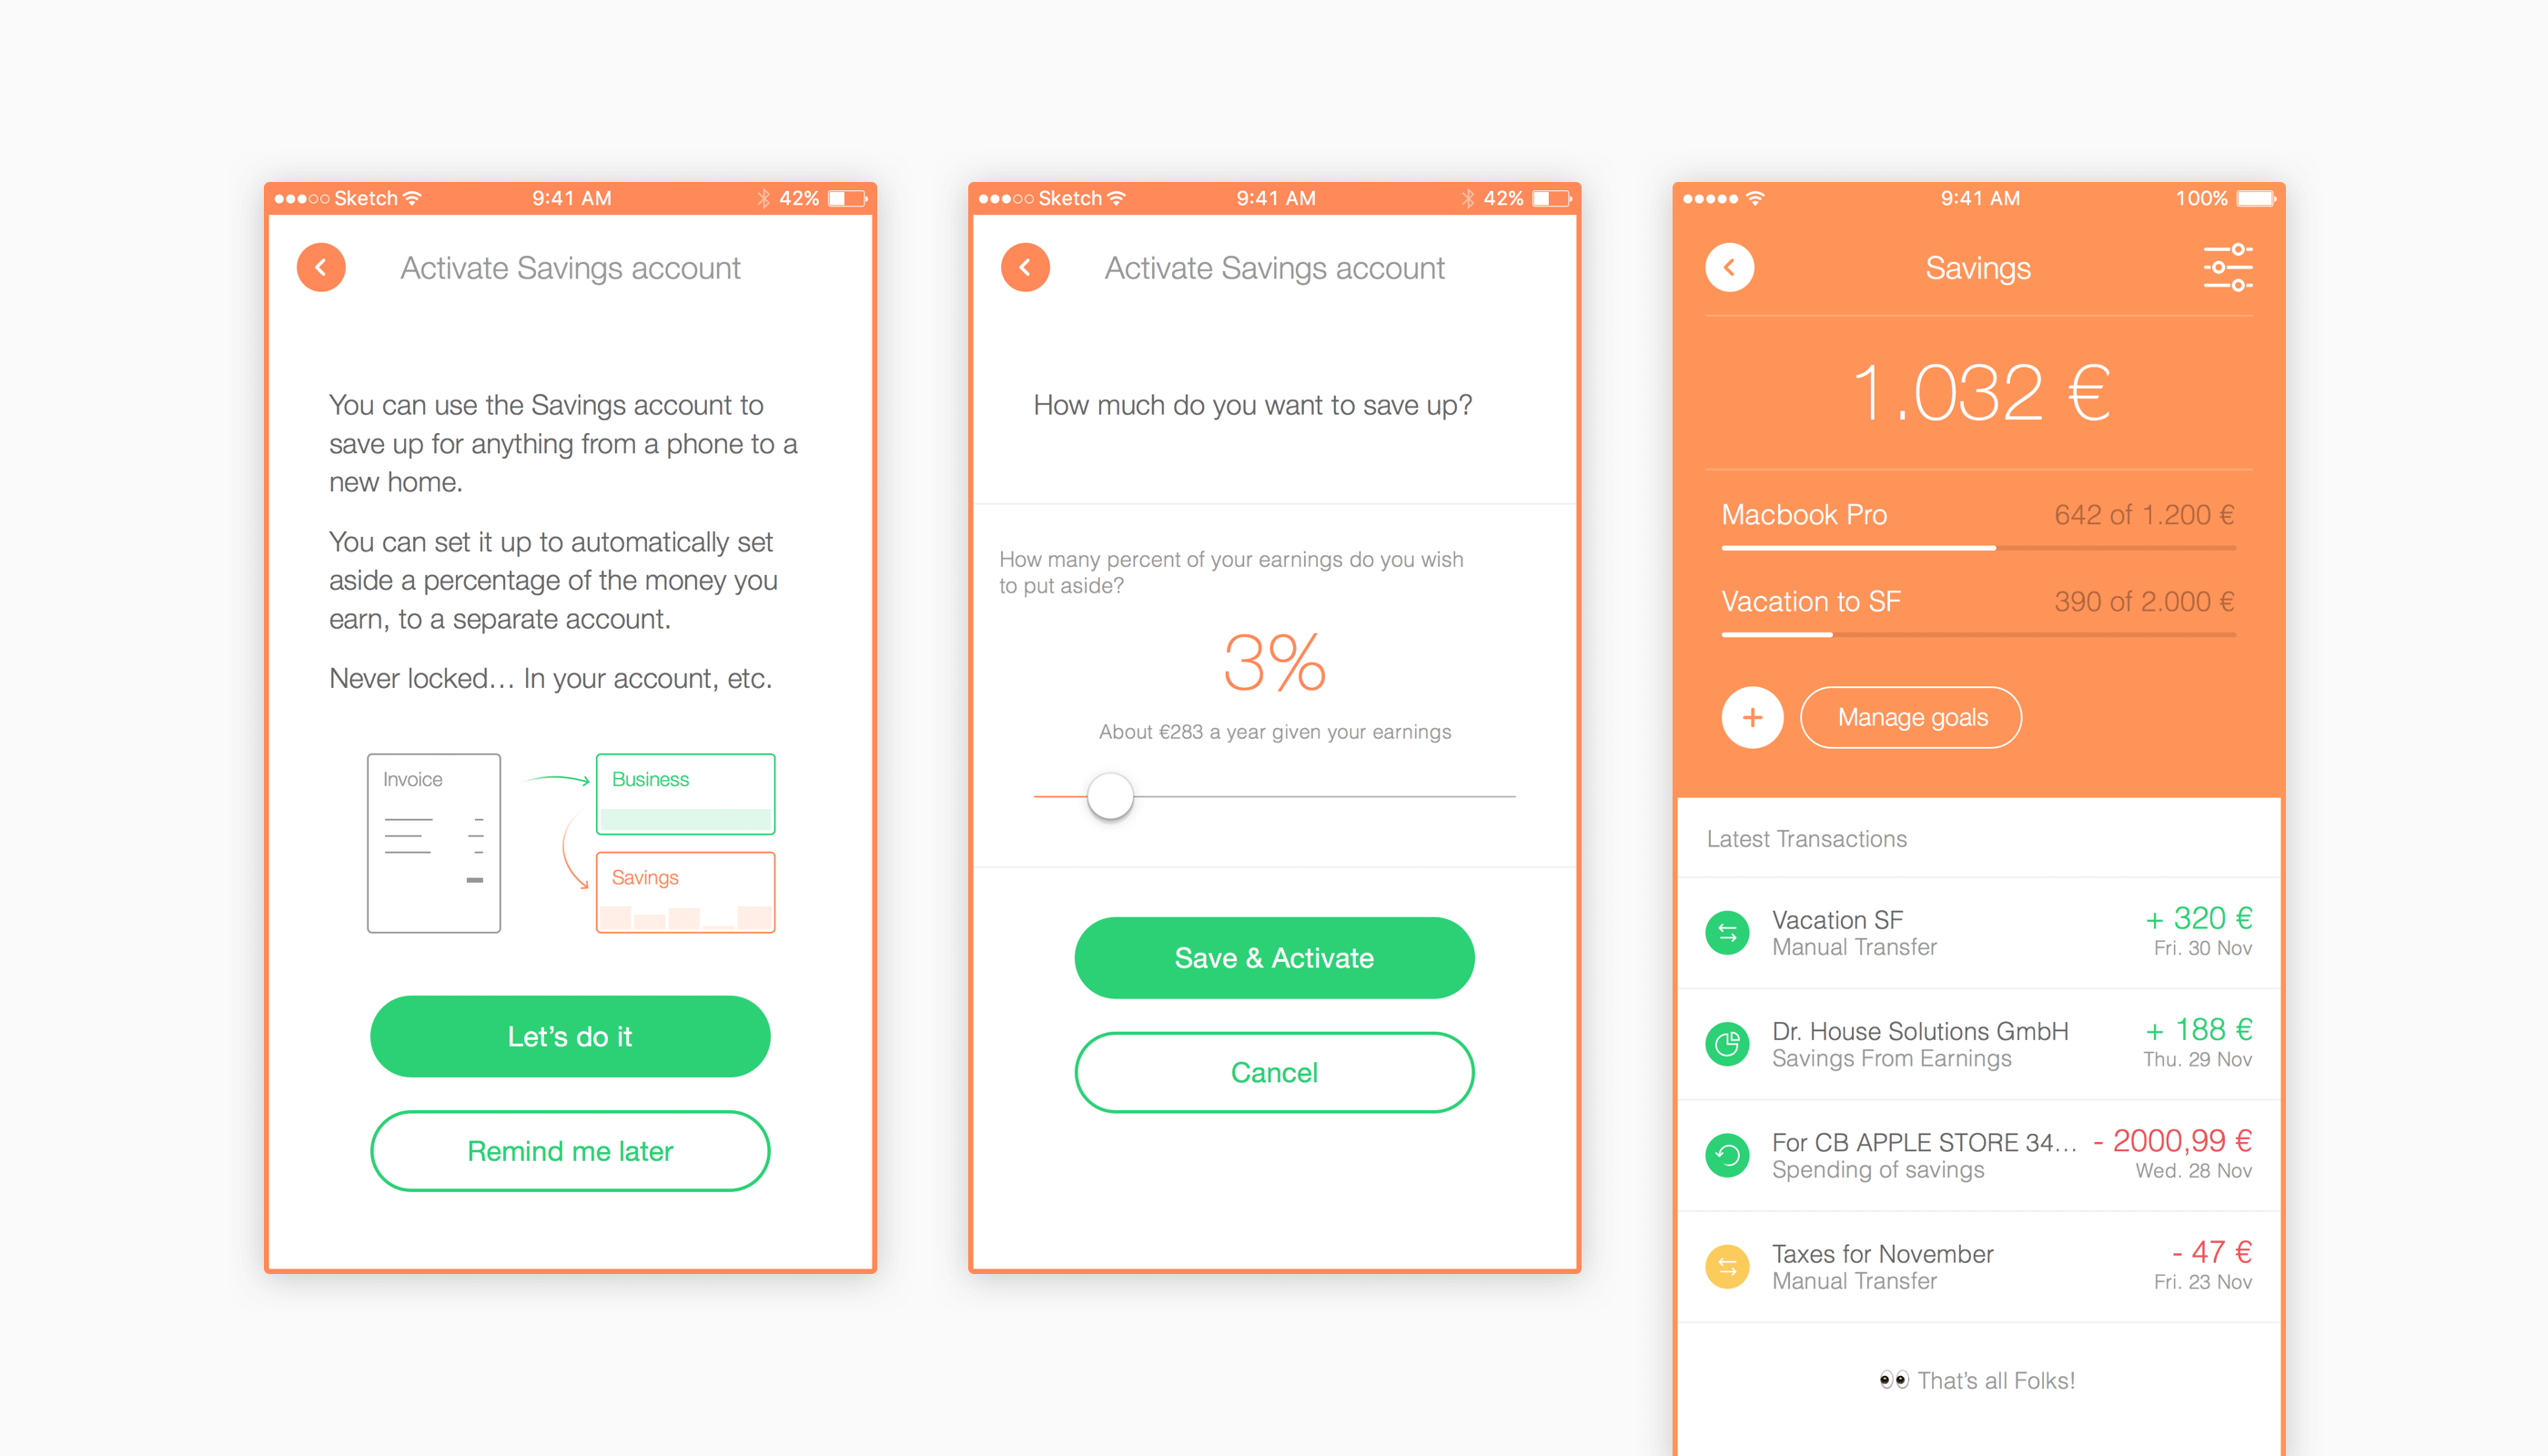 Sketch 9:41 AM 42%
Activate Savings account
You can use the Savings account to
save up for anything from a phone to a
new home.
You can set it up to automatically set
aside a percentage of the money you
earn, to a separate account.
Never locked… In your account, etc.
Invoice
Business
Savings
Let’s do it
Remind me later
Sketch 9:41 AM 42%
Activate Savings account
How much do you want to save up?
How many percent of your earnings do you wish
to put aside?
3%
About €283 a year given your earnings
Save & Activate
Cancel
9:41 AM 100%
Savings
1.032 €
Macbook Pro 642 of 1.200 €
Vacation to SF 390 of 2.000 €
+ Manage goals
Latest Transactions
Vacation SF + 320 €
Manual Transfer Fri. 30 Nov
Dr. House Solutions GmbH + 188 €
Savings From Earnings Thu. 29 Nov
For CB APPLE STORE 34… - 2000,99 €
Spending of savings Wed. 28 Nov
Taxes for November - 47 €
Manual Transfer Fri. 23 Nov
👀 That’s all Folks!